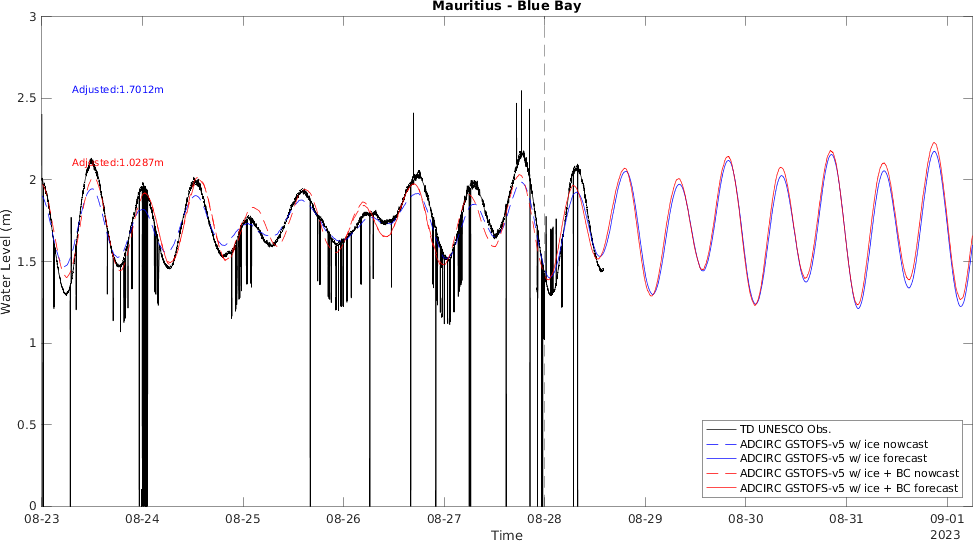 Mauritius - Blue Bay
3
2.5
2
1.5
1
0.5
0
Water Level (m)
Adjusted:1.7012m
Adjusted:1.0287m
TD UNESCO Obs.
ADCIRC GSTOFS-v5 w/ ice nowcast
ADCIRC GSTOFS-v5 w/ ice forecast
ADCIRC GSTOFS-v5 w/ ice + BC nowcast
ADCIRC GSTOFS-v5 w/ ice + BC forecast
08-23 08-24 08-25 08-26 08-27 08-28 08-29 08-30 08-31 09-01
2023
Time